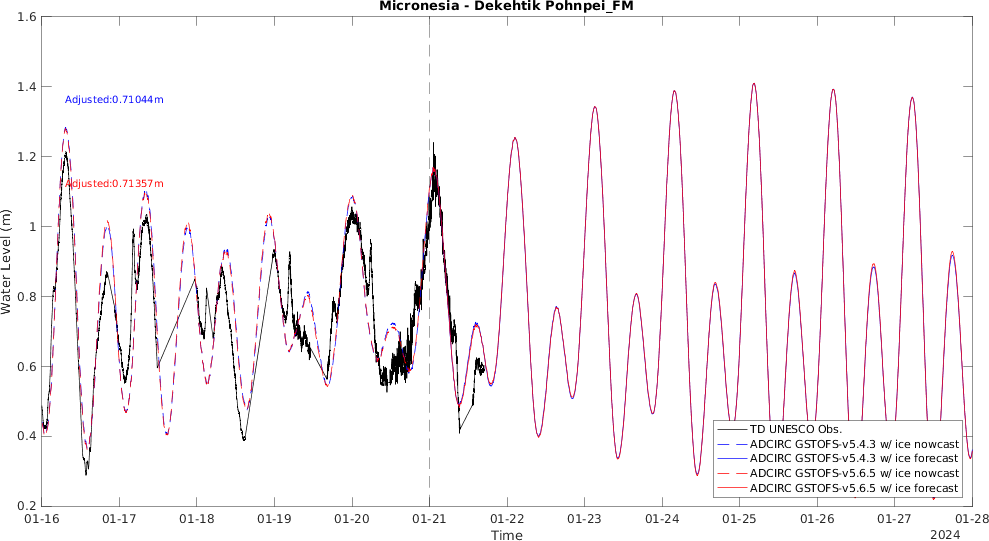 Micronesia - Dekehtik Pohnpei_FM
1.6
1.4
1.2
1
0.8
0.6
0.4
0.2
Water Level (m)
Adjusted:0.71044m
Adjusted:0.71357m
TD UNESCO Obs.
ADCIRC GSTOFS-v5.4.3 w/ ice nowcast
ADCIRC GSTOFS-v5.4.3 w/ ice forecast
ADCIRC GSTOFS-v5.6.5 w/ ice nowcast
ADCIRC GSTOFS-v5.6.5 w/ ice forecast
01-16 01-17 01-18 01-19 01-20 01-21 01-22 01-23 01-24 01-25 01-26 01-27 01-28
Time
2024